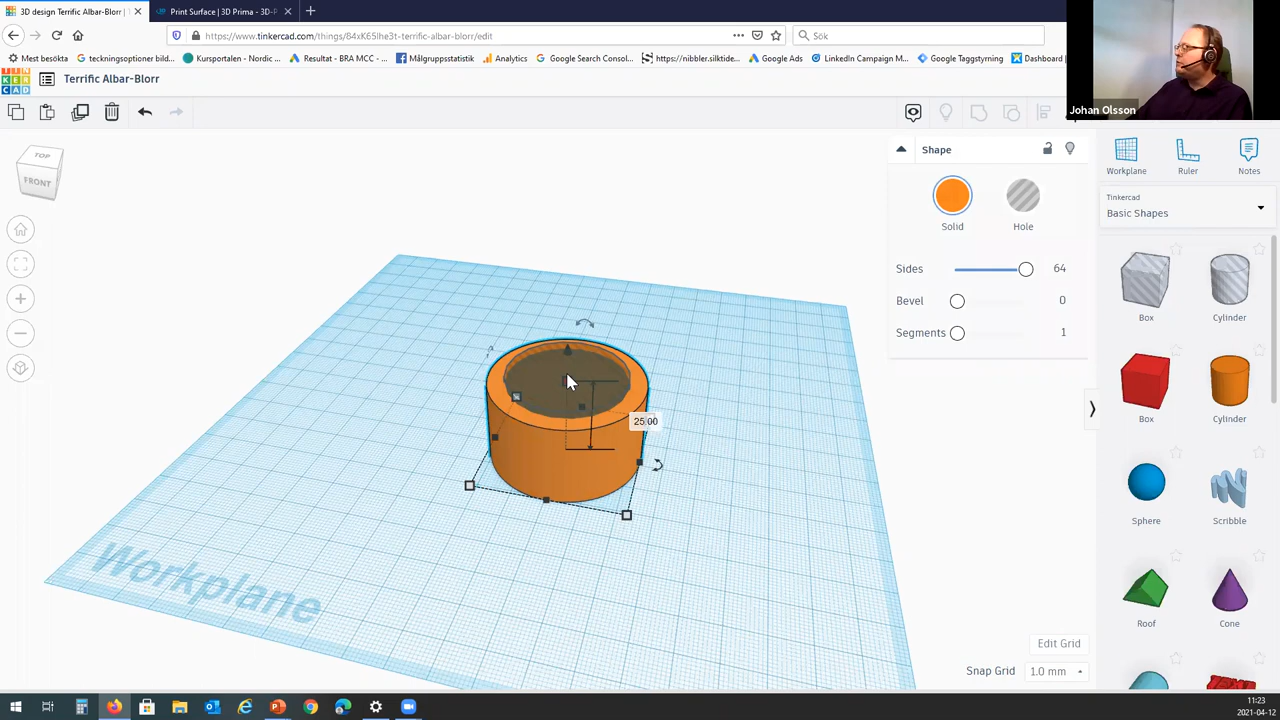 3D design Terrific Albar-Blorr |
Print Surface | 3D Prima - 3D-F
https://www.tinkercad.com/things/84xK65lhe3t-terrific-albar-blorr/edit
Sök
Mest besökta
teckningsoptioner bild...
Kursportalen - Nordic ...
Resultat - BRA MCC - ...
Målgruppsstatistik
Analytics
Google Search Consol...
https://nibbler.silktide...
Google Ads
LinkedIn Campaign M...
Google Taggstyrning
Dashboard |
Johan Olsson
TIN
KER
CAD
Terrific Albar-Blorr
TOP
FRONT
Shape
Solid
Hole
Sides
64
Bevel
0
Segments
1
Workplane
Ruler
Notes
Tinkercad
Basic Shapes
Box
Cylinder
Box
Cylinder
Sphere
Scribble
Roof
Cone
25.00
Workplane
Edit Grid
Snap Grid
1.0 mm
11:23
2021-04-12